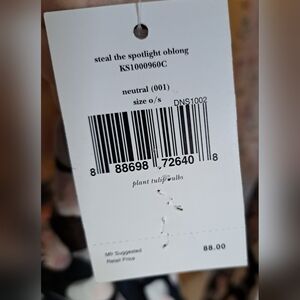 steal the spotlight oblong
KS1000960C
neutral (001)
size o/s
DNS1002
8 88698 72640 8
plant tulip bulbs
Mfr Suggested
Retail Price
88.00